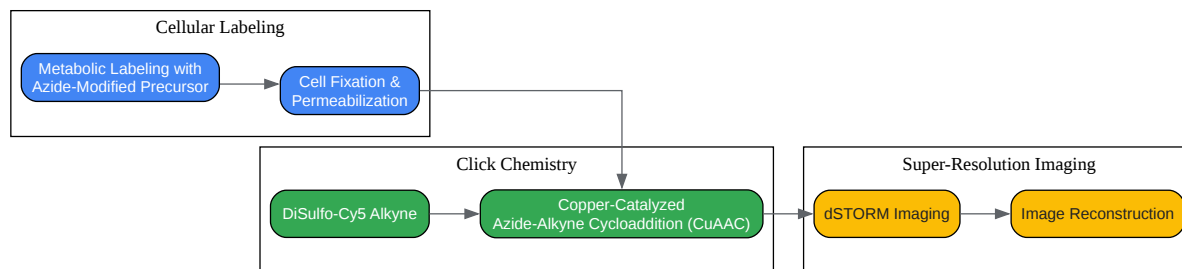 Cellular Labeling
Metabolic Labeling with
Azide-Modified Precursor
Cell Fixation &
Permeabilization
Click Chemistry
DiSulfo-Cy5 Alkyne
Copper-Catalyzed
Azide-Alkyne Cycloaddition (CuAAC)
Super-Resolution Imaging
dSTORM Imaging
Image Reconstruction